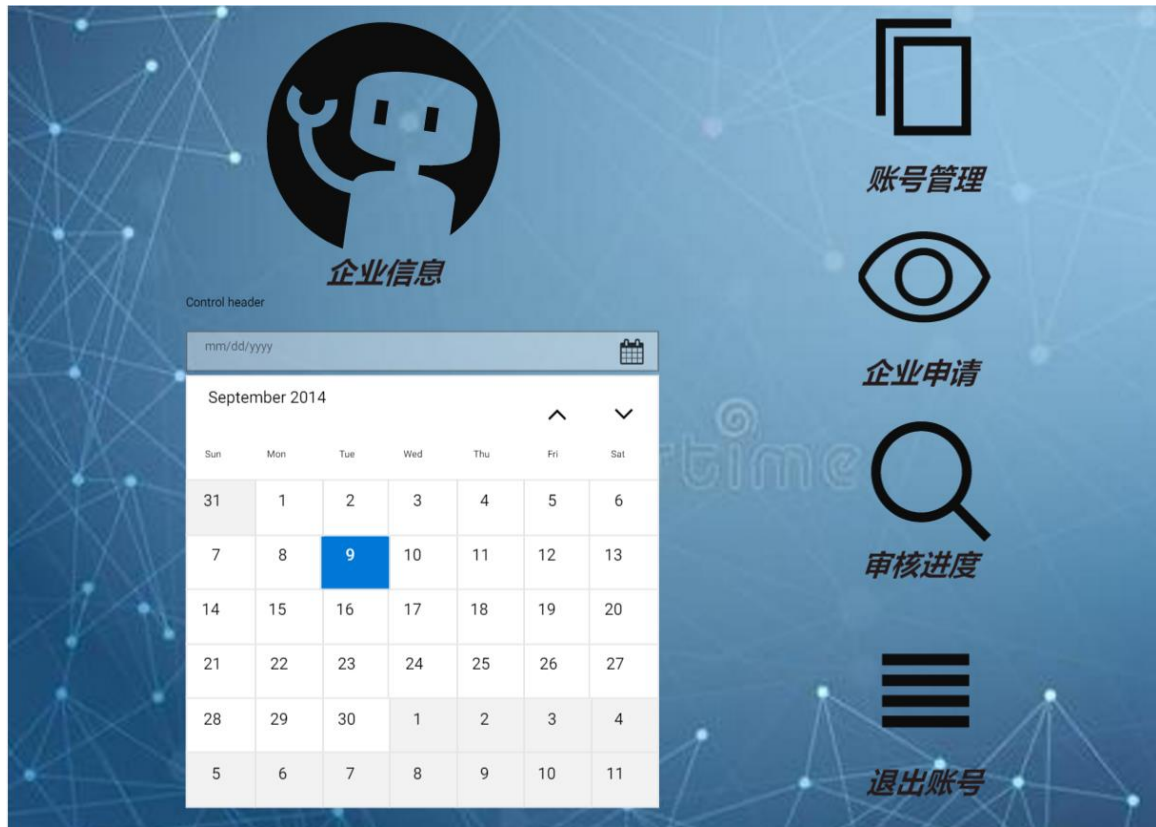 企业信息
Control header
mm/dd/yyyy
September 2014
Sun Mon Tue Wed Thu Fri Sat
31 1 2 3 4 5 6
7 8 9 10 11 12 13
14 15 16 17 18 19 20
21 22 23 24 25 26 27
28 29 30 1 2 3 4
5 6 7 8 9 10 11
账号管理
企业申请
审核进度
退出账号